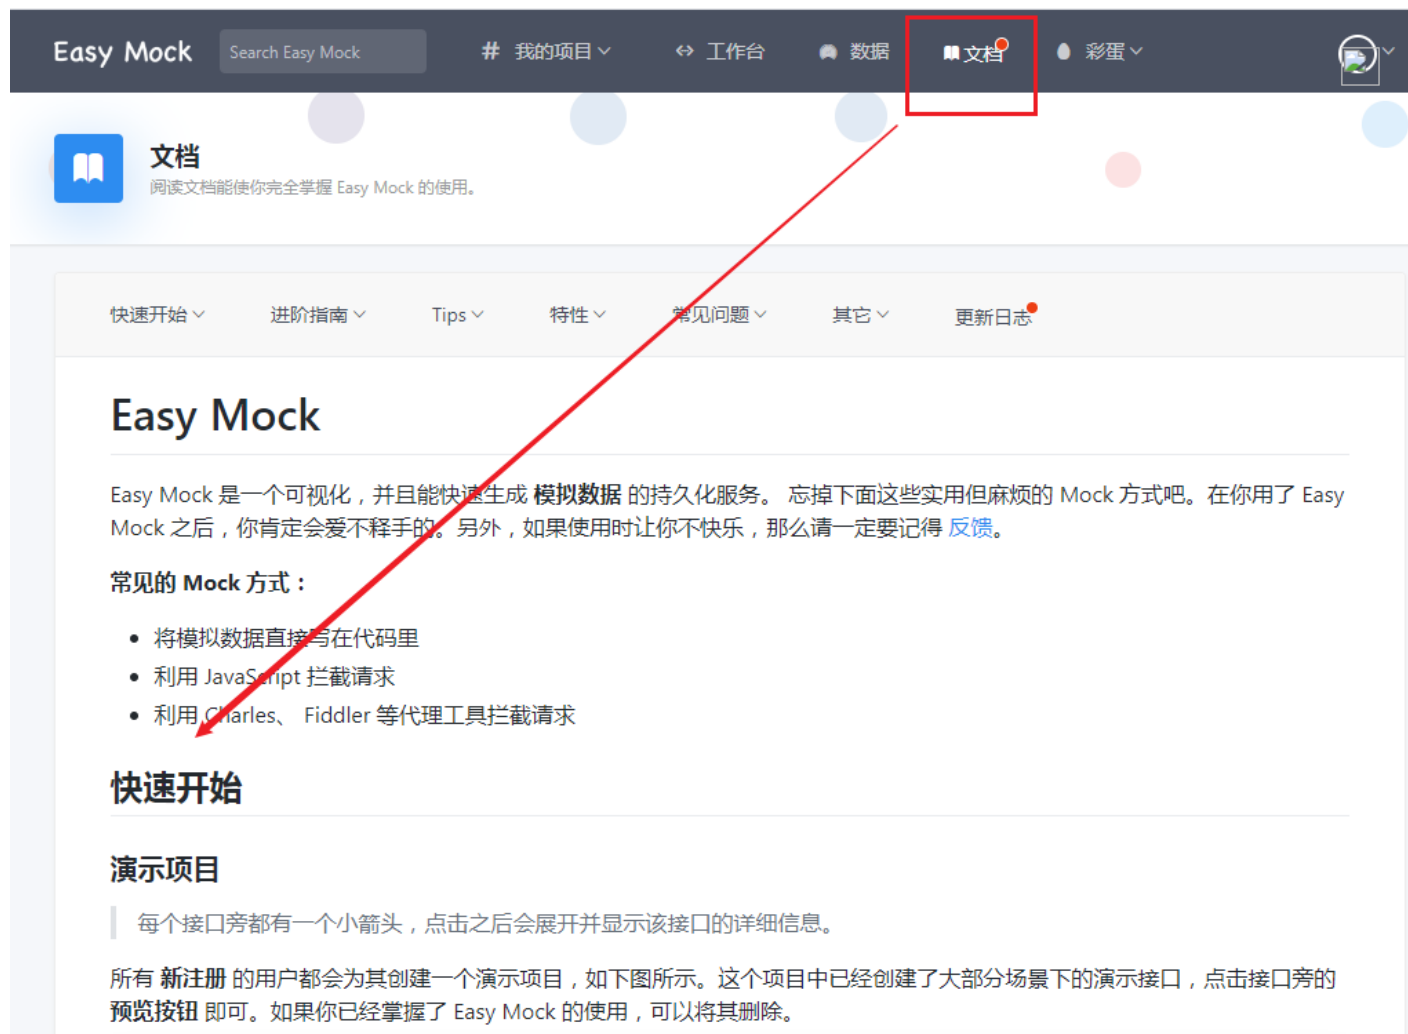 Easy Mock
Search Easy Mock
# 我的项目
工作台
数据
文档
彩蛋
文档
阅读文档能使你完全掌握 Easy Mock 的使用。
快速开始
进阶指南
Tips
特性
常见问题
其它
更新日志
Easy Mock
Easy Mock 是一个可视化，并且能快速生成 模拟数据 的持久化服务。 忘掉下面这些实用但麻烦的 Mock 方式吧。在你用了 Easy
Mock 之后，你肯定会爱不释手的。另外，如果使用时让你不快乐，那么请一定要记得 反馈。
常见的 Mock 方式：
将模拟数据直接写在代码里
利用 JavaScript 拦截请求
利用 Charles、 Fiddler 等代理工具拦截请求
快速开始
演示项目
每个接口旁都有一个小箭头，点击之后会展开并显示该接口的详细信息。
所有 新注册 的用户都会为其创建一个演示项目，如下图所示。这个项目中已经创建了大部分场景下的演示接口，点击接口旁的
预览按钮 即可。如果你已经掌握了 Easy Mock 的使用，可以将其删除。